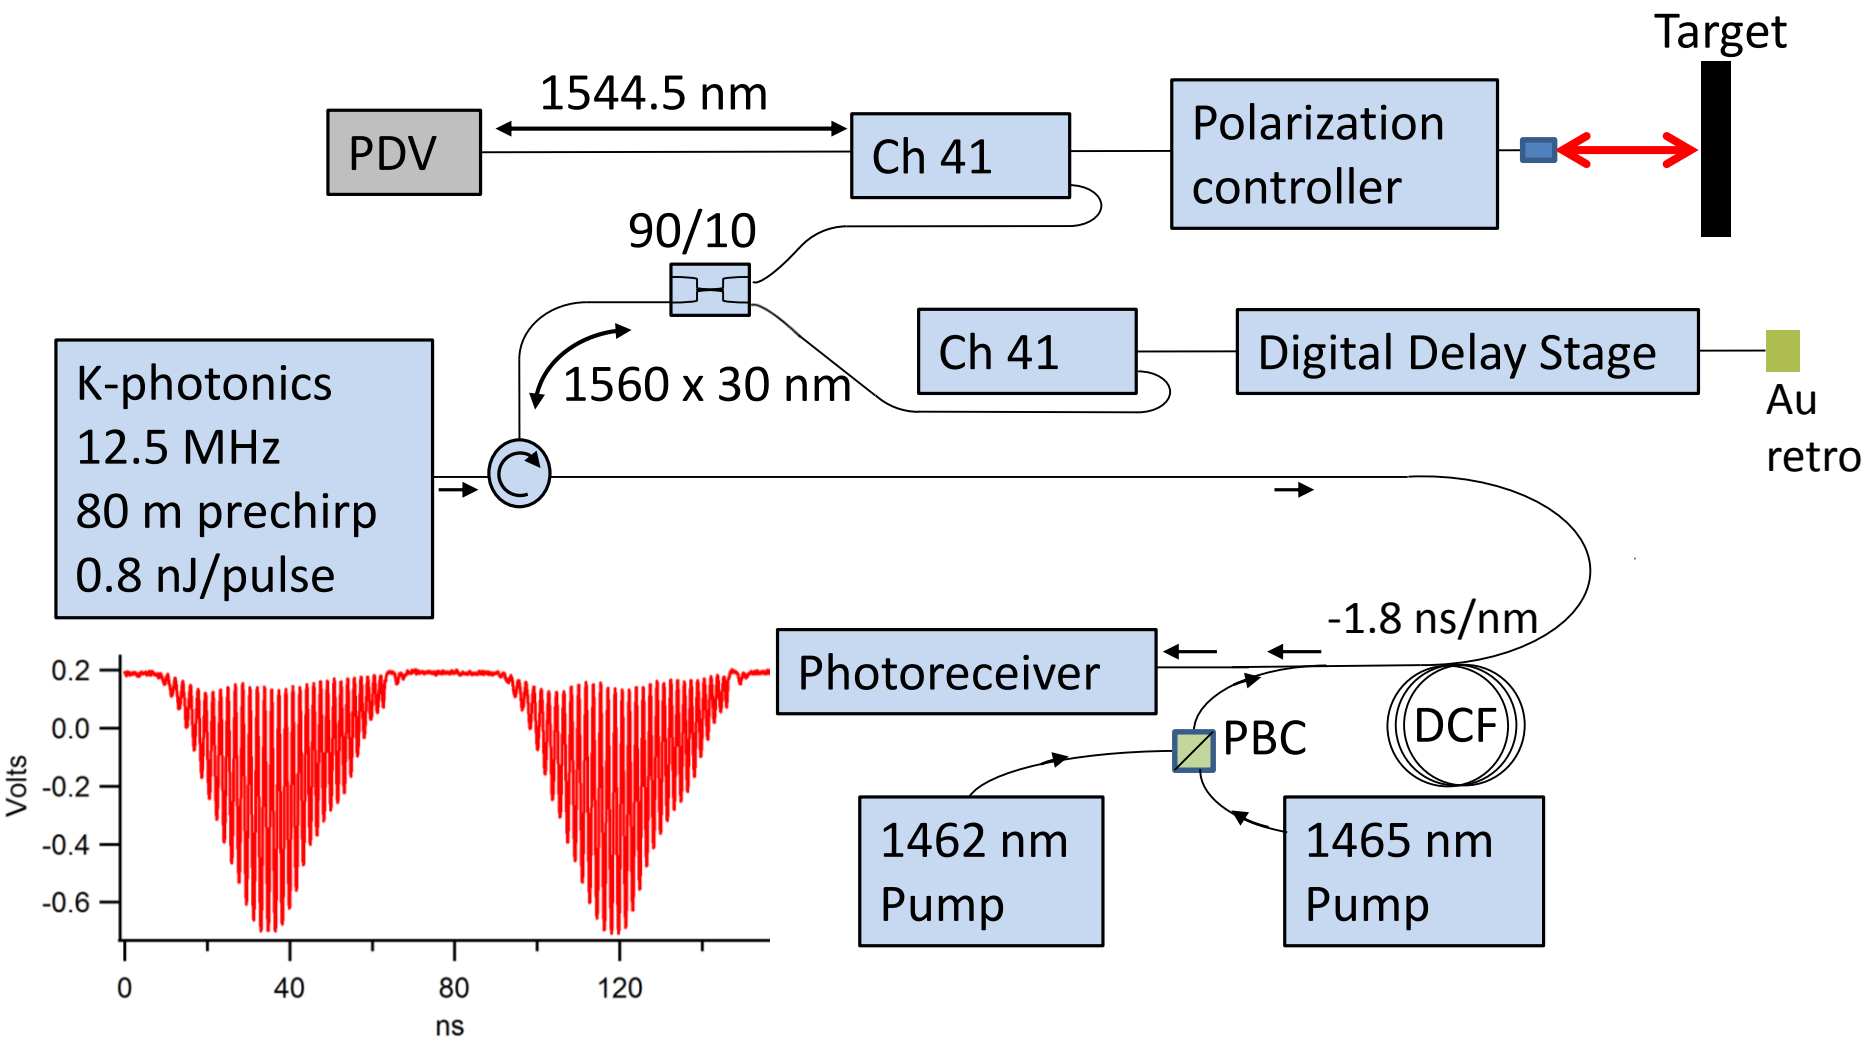 Target
1544.5 nm
PDV
Ch 41
Polarization
controller
90/10
1560 x 30 nm
Ch 41
Digital Delay Stage
Au
retro
K-photonics
12.5 MHz
80 m prechirp
0.8 nJ/pulse
-1.8 ns/nm
Photoreceiver
DCF
PBC
1462 nm
Pump
1465 nm
Pump
0.2
0.0
-0.2
-0.4
-0.6
Volts
0 40 80 120
ns